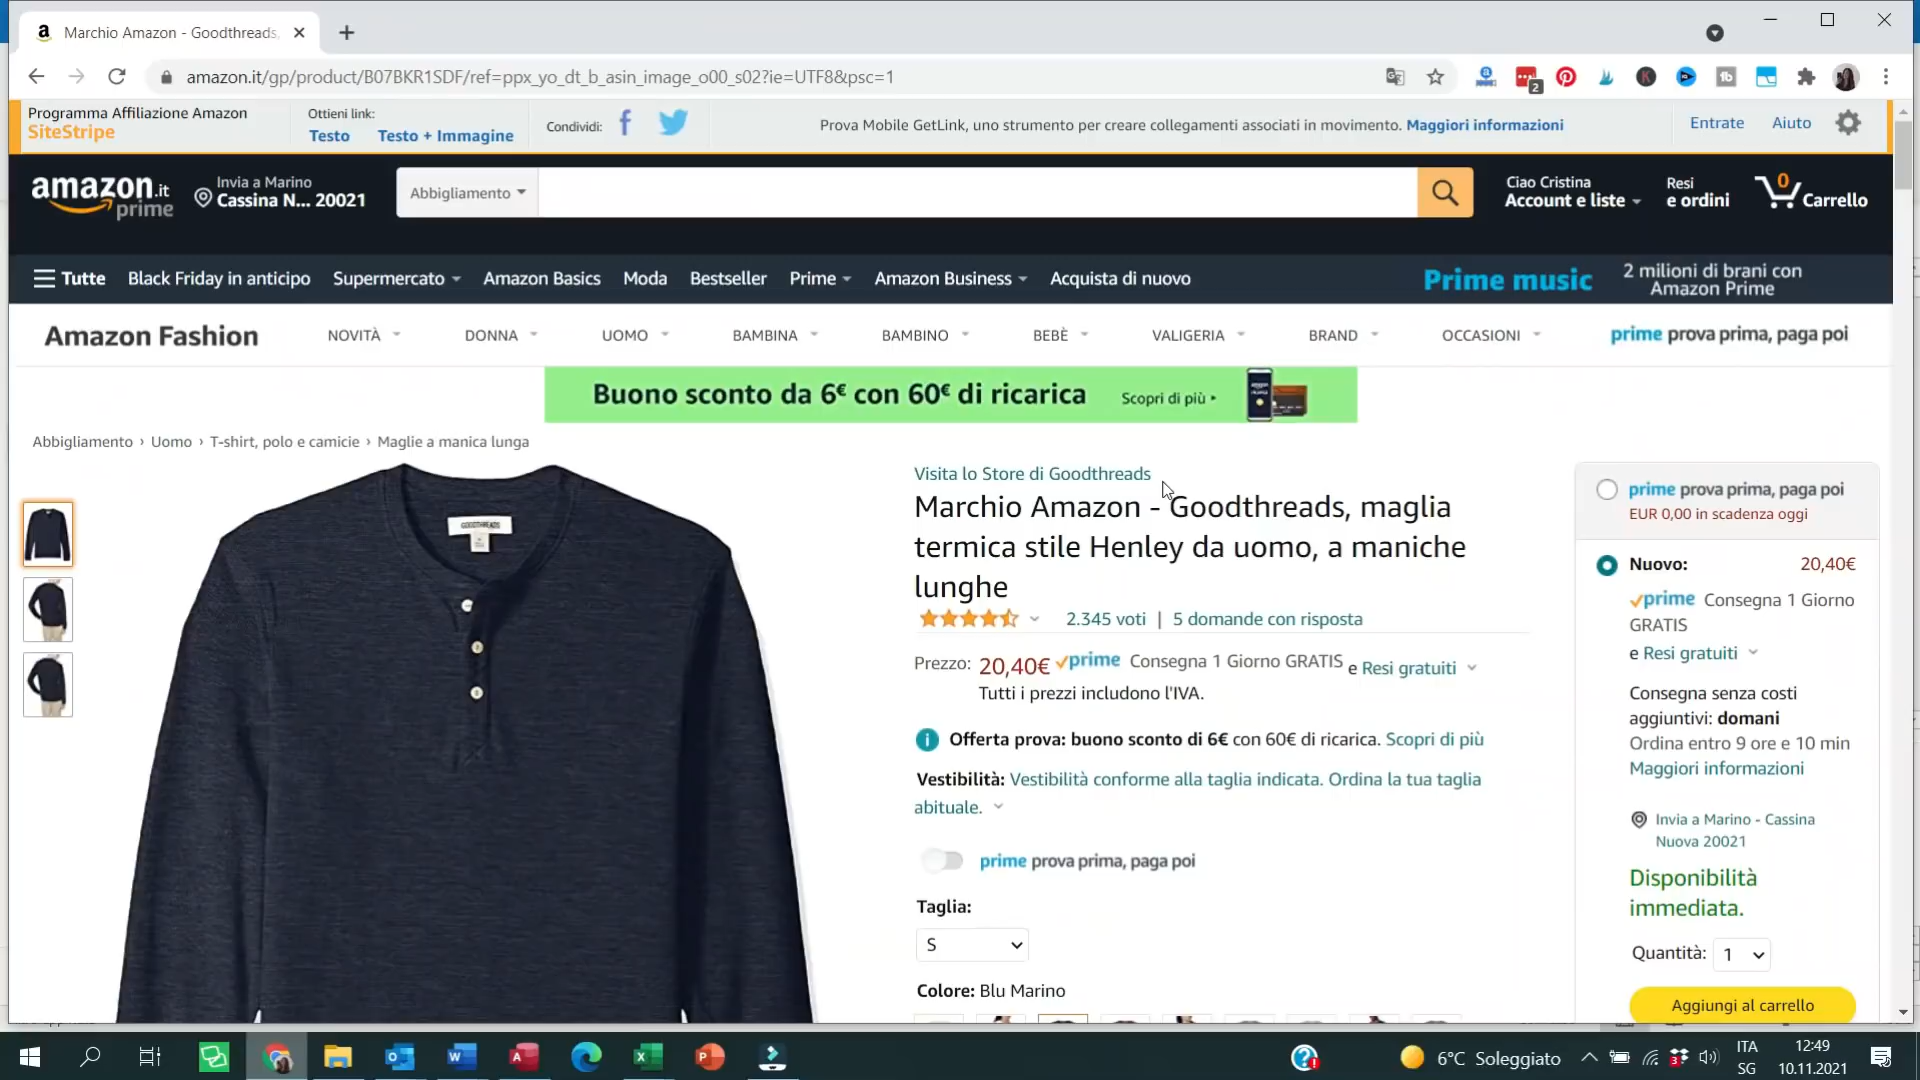 Marchio Amazon - Goodthreads,
amazon.it/gp/product/B07BKR1SDF/ref=ppx_yo_dt_b_asin_image_o00_s02?ie=UTF8&psc=1
2
Programma Affiliazione Amazon
SiteStripe
Ottieni link:
Testo
Testo + Immagine
Condividi:
Prova Mobile GetLink, uno strumento per creare collegamenti associati in movimento. Maggiori informazioni
Entrate
Aiuto
amazon.it
prime
Invia a Marino
Cassina N... 20021
Abbigliamento
Ciao Cristina
Account e liste
Resi
e ordini
0
Carrello
Tutte
Black Friday in anticipo
Supermercato
Amazon Basics
Moda
Bestseller
Prime
Amazon Business
Acquista di nuovo
Prime music
2 milioni di brani con
Amazon Prime
Amazon Fashion
NOVITÀ
DONNA
UOMO
BAMBINA
BAMBINO
BEBÈ
VALIGERIA
BRAND
OCCASIONI
prime prova prima, paga poi
Buono sconto da 6€ con 60€ di ricarica
Scopri di più
Abbigliamento › Uomo › T-shirt, polo e camicie › Maglie a manica lunga
GOODTHREADS
Visita lo Store di Goodthreads
Marchio Amazon - Goodthreads, maglia
termica stile Henley da uomo, a maniche
lunghe
2.345 voti | 5 domande con risposta
Prezzo: 20,40€ prime Consegna 1 Giorno GRATIS e Resi gratuiti
Tutti i prezzi includono l'IVA.
Offerta prova: buono sconto di 6€ con 60€ di ricarica. Scopri di più
Vestibilità: Vestibilità conforme alla taglia indicata. Ordina la tua taglia
abituale.
prime prova prima, paga poi
Taglia:
S
Colore: Blu Marino
prime prova prima, paga poi
EUR 0,00 in scadenza oggi
Nuovo: 20,40€
prime Consegna 1 Giorno
GRATIS
e Resi gratuiti
Consegna senza costi
aggiuntivi: domani
Ordina entro 9 ore e 10 min
Maggiori informazioni
Invia a Marino - Cassina
Nuova 20021
Disponibilità
immediata.
Quantità: 1
Aggiungi al carrello
6°C Soleggiato
ITA
SG
12:49
10.11.2021